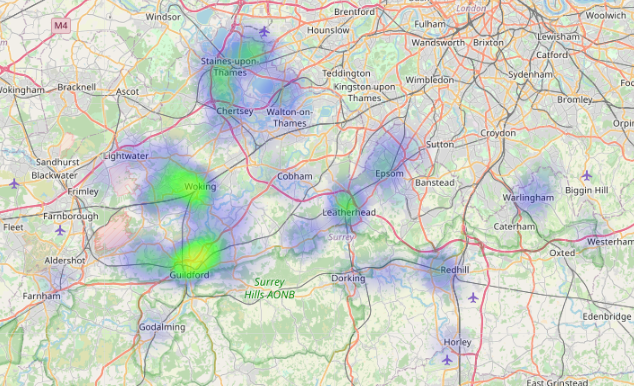 Windsor
M4
Brentford
London
Woolwich
Fulham
Hounslow
Wandsworth
Brixton
Lewisham
Catford
Staines-upon
Thames
Teddington
Kingston-upon
Thames
Wimbledon
Sydenham
Wokingham
Bracknell
Ascot
Bromley
Chertsey
Walton-on-
Thames
Croydon
Orpin
Sutton
Lightwater
Sandhurst
Blackwater
Frimley
Woking
Cobham
Epsom
Banstead
Warlingham
Biggin Hill
Farnborough
Leatherhead
Fleet
Surrey
Caterham
Westerham
Oxted
Aldershot
Guildford
Redhill
Dorking
Surrey
Hills AONB
Farnham
Edenbridge
Godalming
Horley
East Grinstead